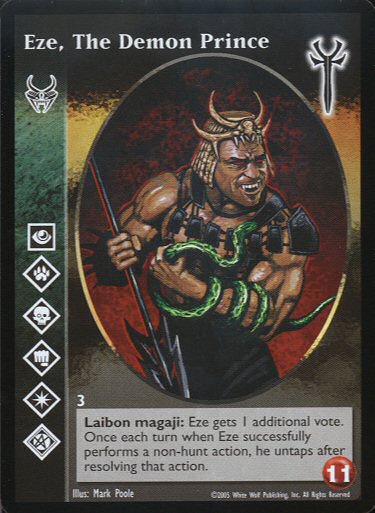 Eze, The Demon Prince
3
Laibon magaji: Eze gets 1 additional vote.
Once each turn when Eze successfully
performs a non-hunt action, he untaps after
resolving that action.
11
Illus: Mark Poole
©2005 White Wolf Publishing, Inc. All Rights Reserved